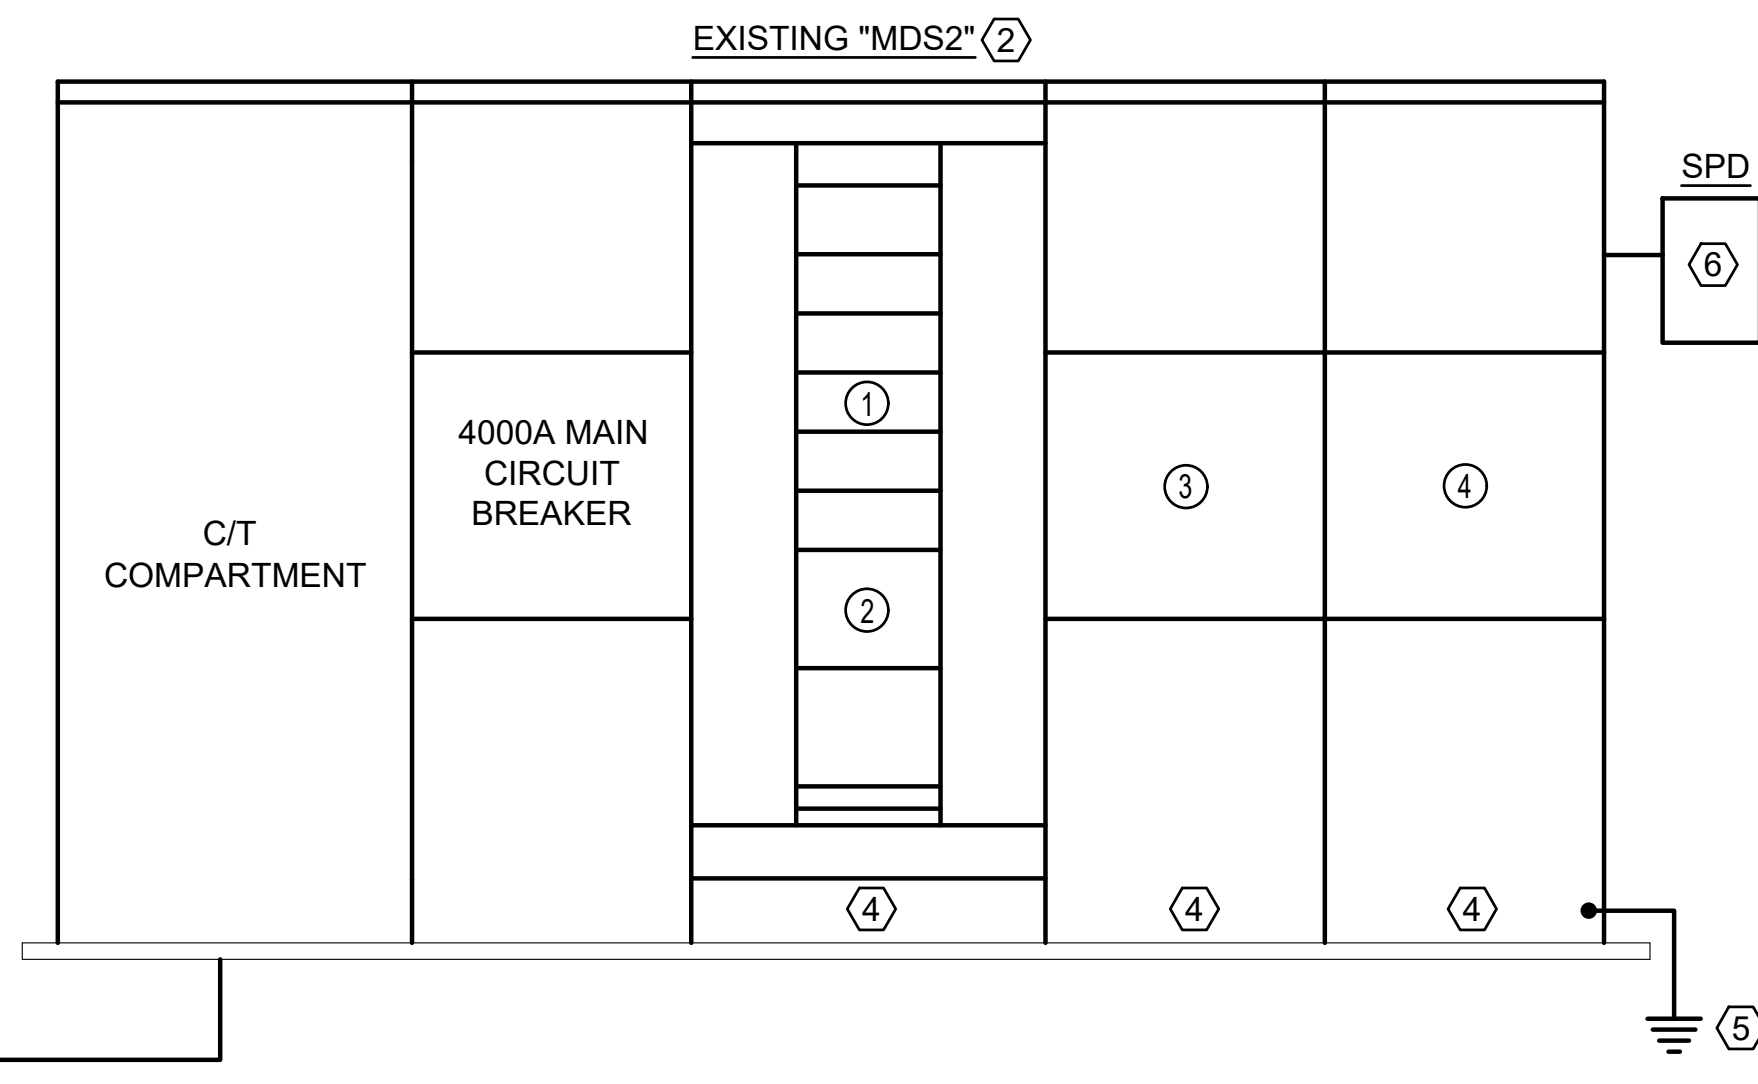 EXISTING "MDS2" 2
SPD
6
1
4000A MAIN
CIRCUIT
BREAKER
3
4
C/T
COMPARTMENT
2
4
4
4
5